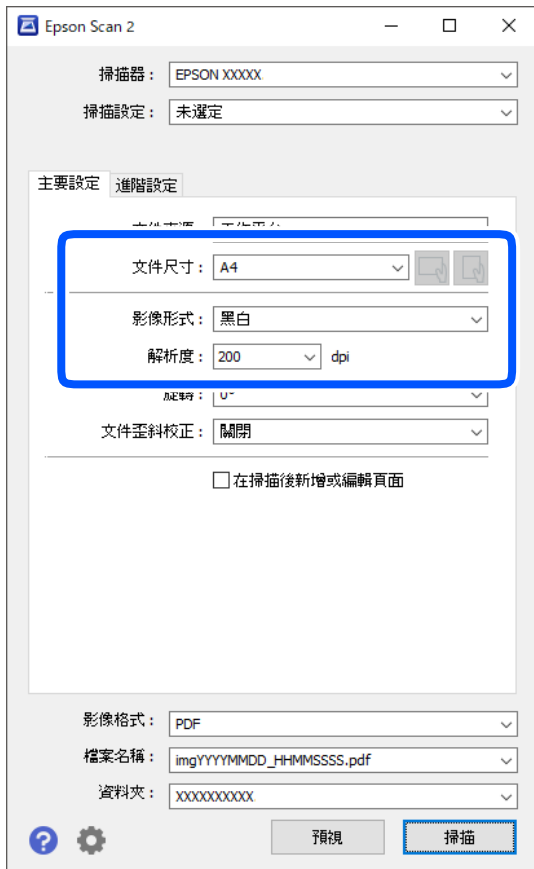 Epson Scan 2
掃描器： EPSON XXXXX
掃描設定： 未選定
主要設定 進階設定
文件尺寸： A4
影像形式： 黑白
解析度： 200 dpi
文件歪斜校正： 關閉
在掃描後新增或編輯頁面
影像格式： PDF
檔案名稱： imgYYYYMMDD_HHMMSSSS.pdf
資料夾： XXXXXXXXXX
預視 掃描